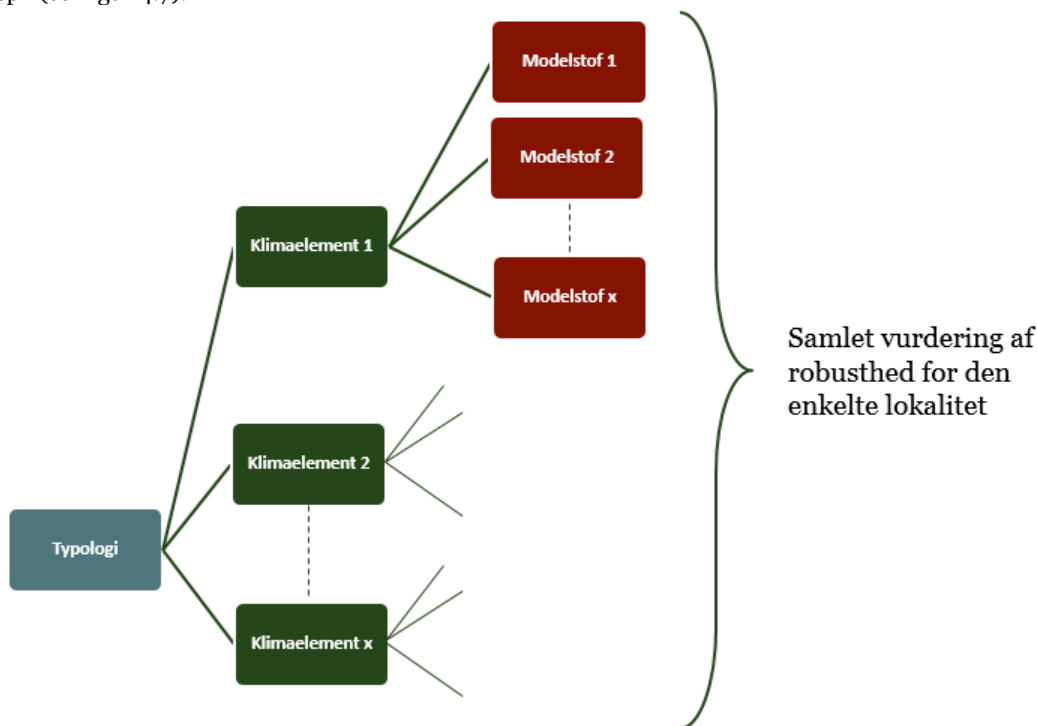 Modelstof 1
Modelstof 2
Klimaelement 1
Modelstof x
Samlet vurdering af
robusthed for den
enkelte lokalitet
Klimaelement 2
Typologi
Klimaelement x